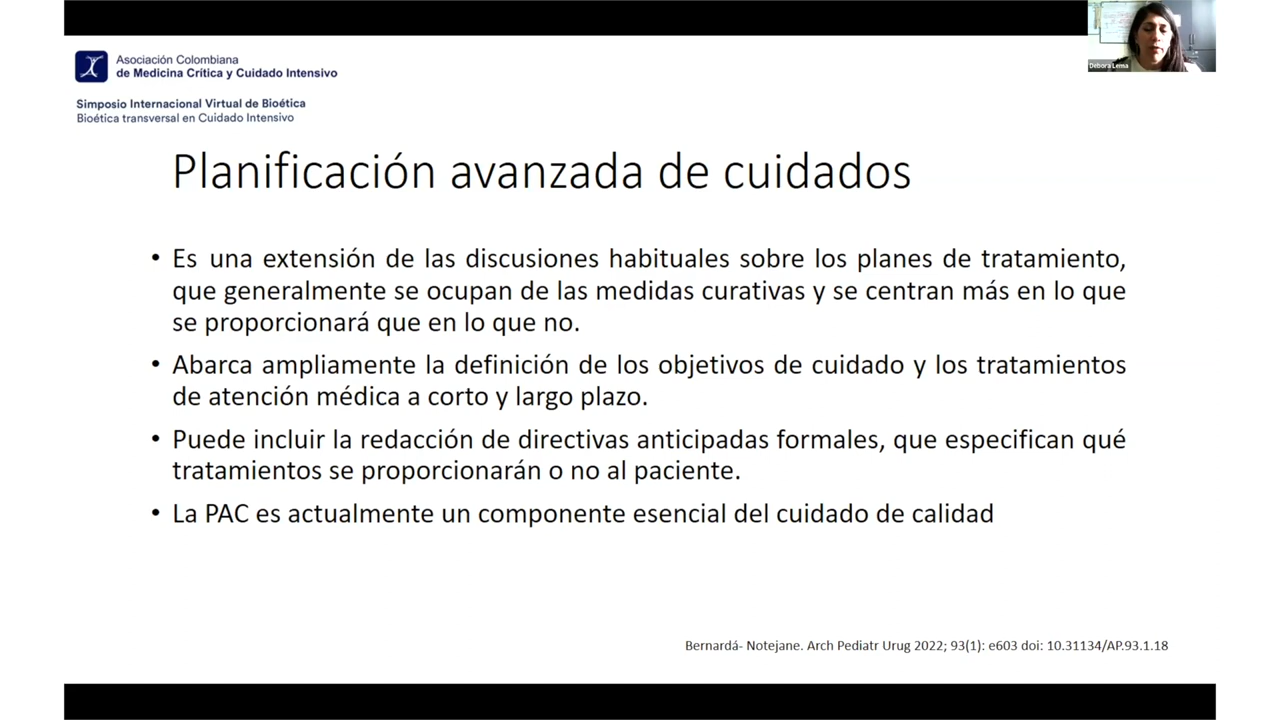 Asociación Colombiana
de Medicina Crítica y Cuidado Intensivo
Simposio Internacional Virtual de Bioética
Bioética transversal en Cuidado Intensivo
Debora Lema
Planificación avanzada de cuidados
• Es una extensión de las discusiones habituales sobre los planes de tratamiento,
que generalmente se ocupan de las medidas curativas y se centran más en lo que
se proporcionará que en lo que no.
• Abarca ampliamente la definición de los objetivos de cuidado y los tratamientos
de atención médica a corto y largo plazo.
• Puede incluir la redacción de directivas anticipadas formales, que especifican qué
tratamientos se proporcionarán o no al paciente.
• La PAC es actualmente un componente esencial del cuidado de calidad
Bernardá- Notejane. Arch Pediatr Urug 2022; 93(1): e603 doi: 10.31134/AP.93.1.18